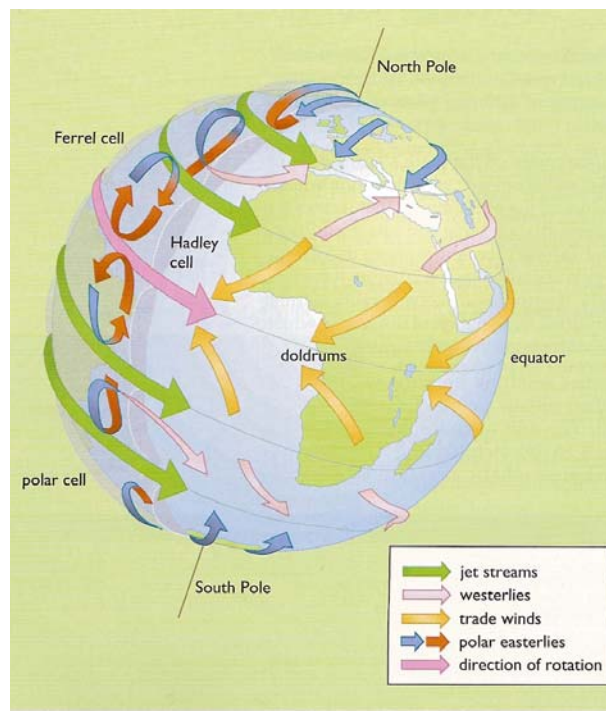 North Pole
Ferrel cell
Hadley
cell
doldrums
equator
polar cell
South Pole
jet streams
westerlies
trade winds
polar easterlies
direction of rotation